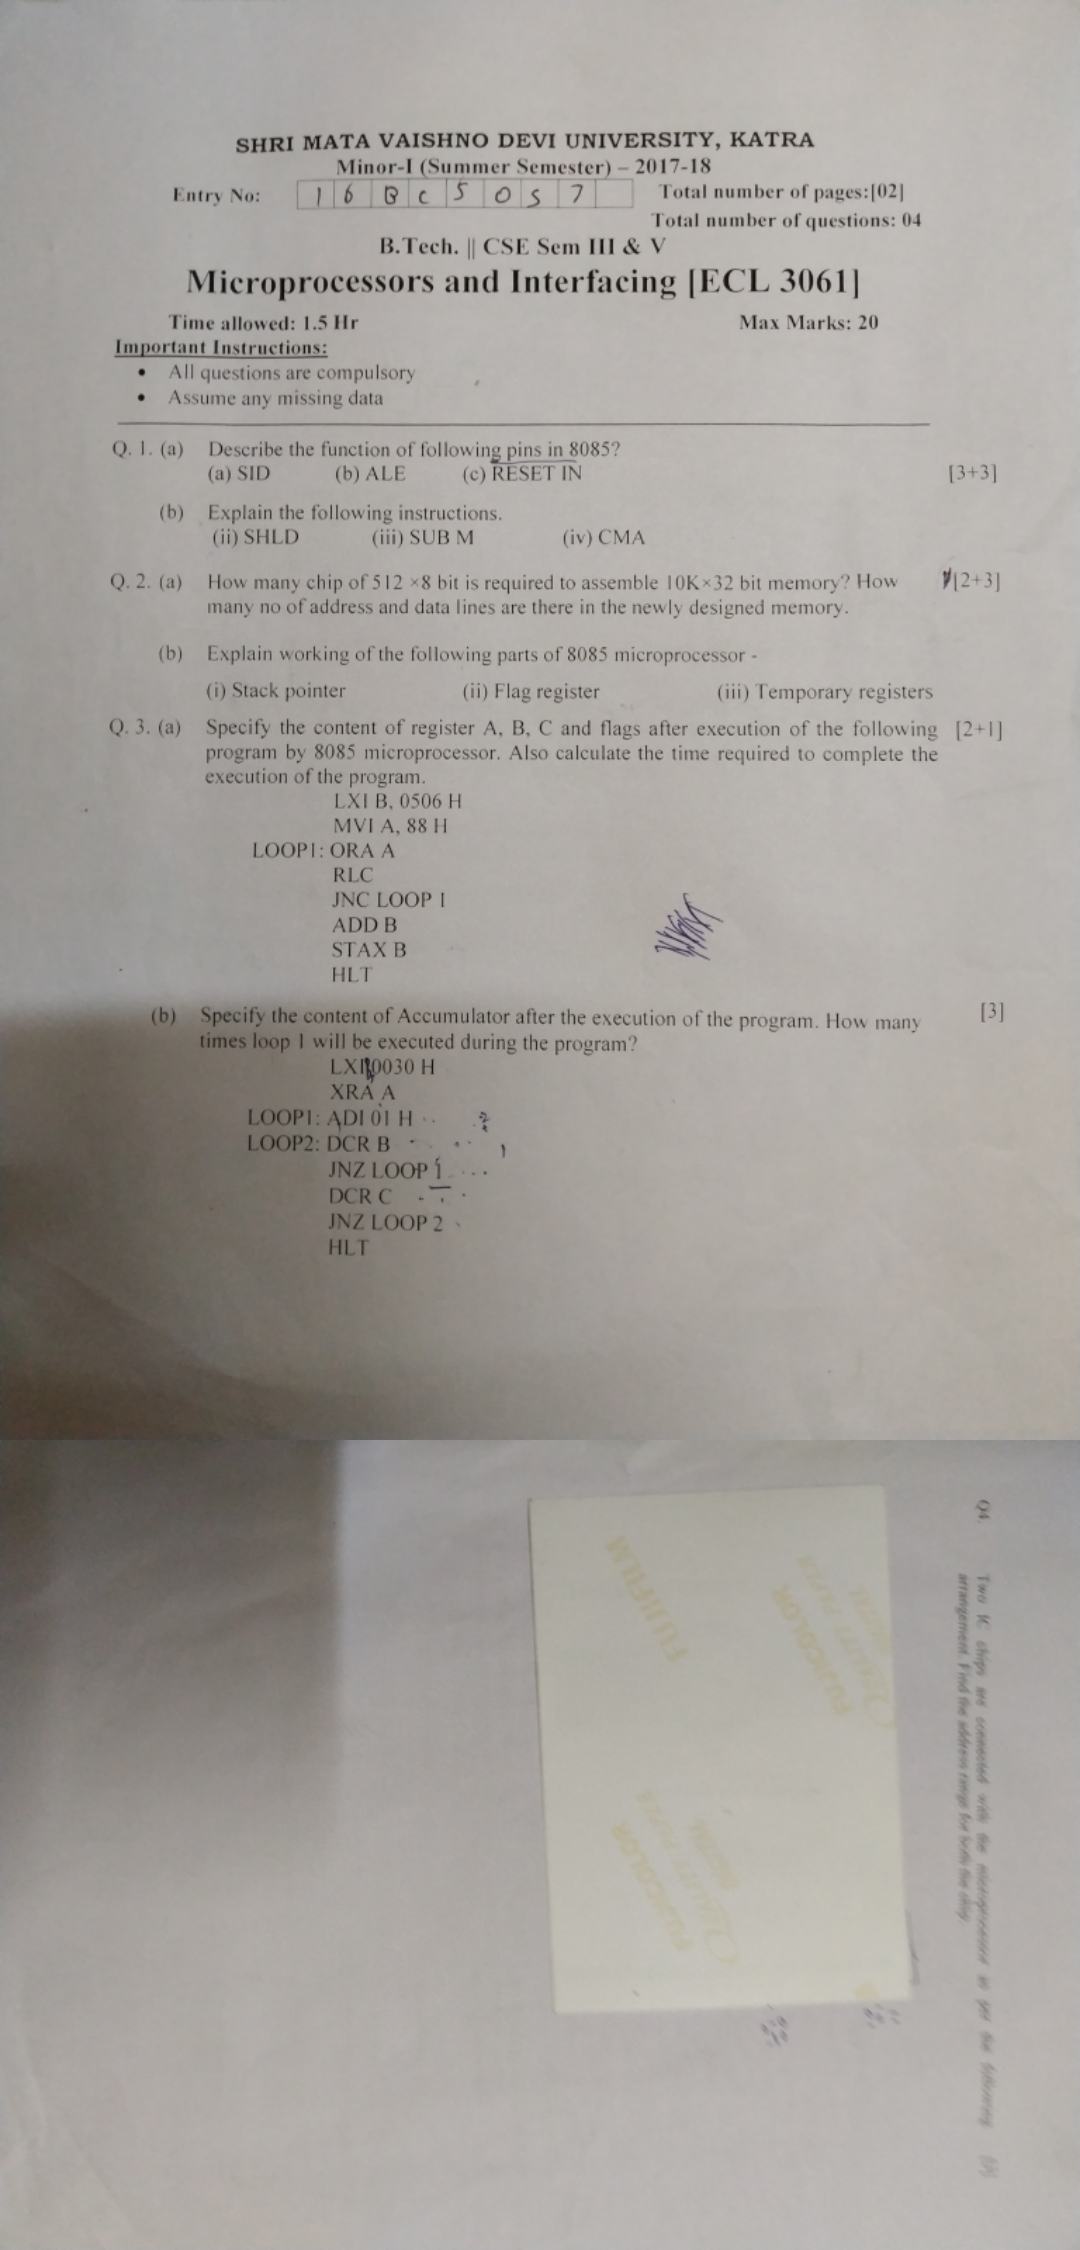 SHRI MATA VAISHNO DEVI UNIVERSITY, KATRA
Minor-I (Summer Semester) – 2017-18
Entry No: 16BC5057 Total number of pages:[02]
Total number of questions: 04
B.Tech. || CSE Sem III & V
Microprocessors and Interfacing [ECL 3061]
Time allowed: 1.5 Hr Max Marks: 20
Important Instructions:
• All questions are compulsory
• Assume any missing data
Q. 1. (a) Describe the function of following pins in 8085?
(a) SID (b) ALE (c) RESET IN [3+3]
(b) Explain the following instructions.
(ii) SHLD (iii) SUB M (iv) CMA
Q. 2. (a) How many chip of 512 ×8 bit is required to assemble 10K×32 bit memory? How [2+3]
many no of address and data lines are there in the newly designed memory.
(b) Explain working of the following parts of 8085 microprocessor -
(i) Stack pointer (ii) Flag register (iii) Temporary registers
Q. 3. (a) Specify the content of register A, B, C and flags after execution of the following [2+1]
program by 8085 microprocessor. Also calculate the time required to complete the
execution of the program.
LXI B, 0506 H
MVI A, 88 H
LOOP1: ORA A
RLC
JNC LOOP 1
ADD B
STAX B
HLT
(b) Specify the content of Accumulator after the execution of the program. How many [3]
times loop 1 will be executed during the program?
LXI 0030 H
XRA A
LOOP1: ADI 01 H
LOOP2: DCR B
JNZ LOOP 1
DCR C
JNZ LOOP 2
HLT
Q4. Two IC chips are connected with the microprocessor as per the following
arrangement. Find the address range for both the chip.
FUJIFILM
FUJICOLOR
QUALITY PAPER
DIGITAL
FUJICOLOR
QUALITY PAPER
DIGITAL